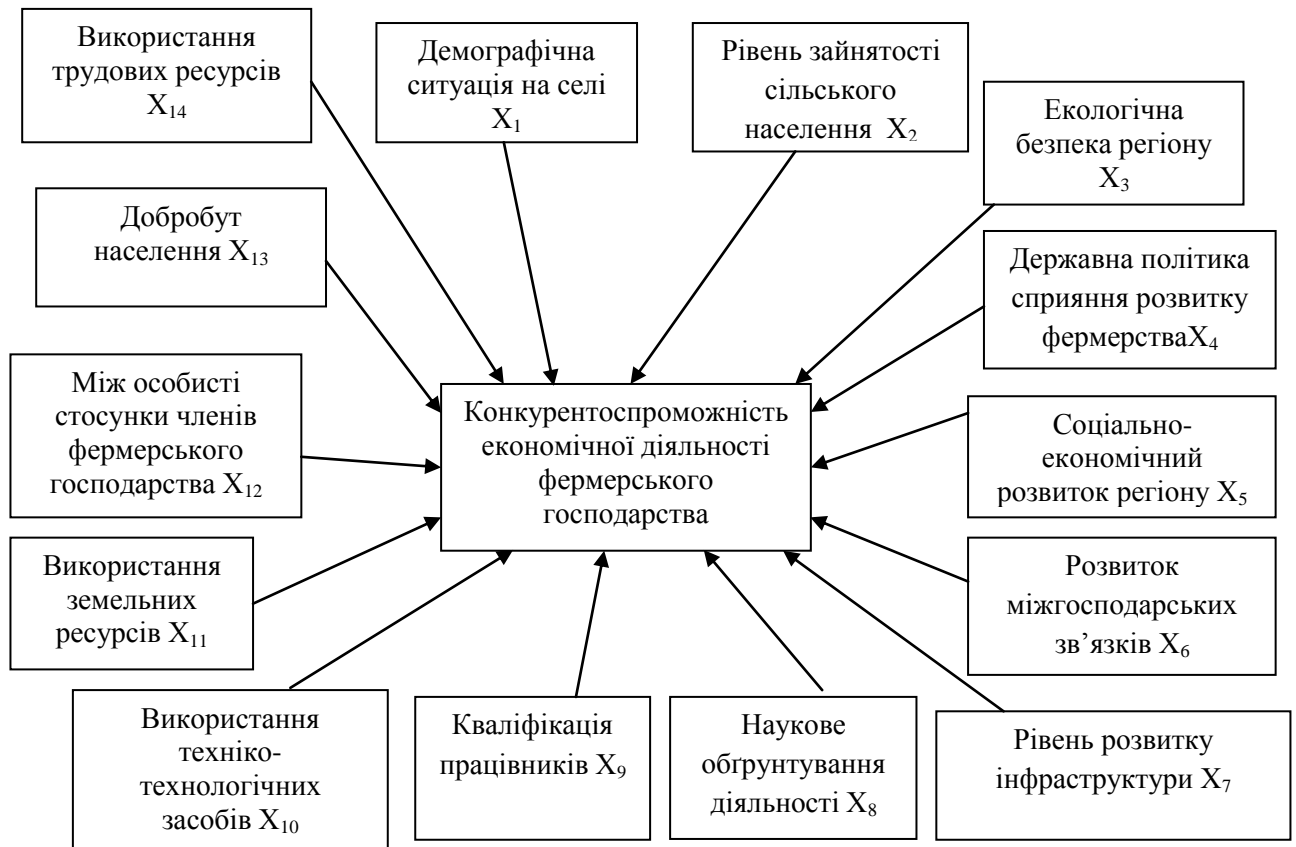 Використання
трудових ресурсів
X14
Демографічна
ситуація на селі
X1
Рівень зайнятості
сільського
населення X2
Екологічна
безпека регіону
X3
Добробут
населення X13
Державна політика
сприяння розвитку
фермерстваX4
Між особисті
стосунки членів
фермерського
господарства X12
Конкурентоспроможність
економічної діяльності
фермерського
господарства
Соціально-
економічний
розвиток регіону X5
Використання
земельних
ресурсів X11
Розвиток
міжгосподарських
зв’язків X6
Використання
техніко-
технологічних
засобів X10
Кваліфікація
працівників X9
Наукове
обґрунтування
діяльності X8
Рівень розвитку
інфраструктури X7